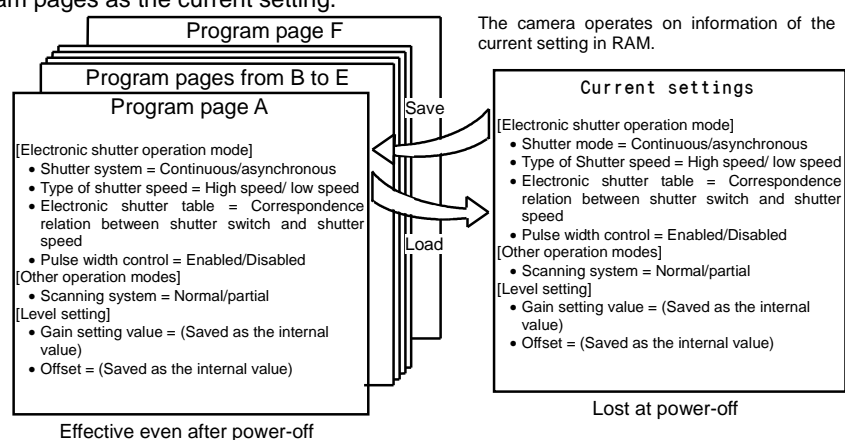 am pages as the current setting.
The camera operates on information of the
current setting in RAM.
Program page F
Program pages from B to E
Program page A
[Electronic shutter operation mode]
• Shutter system = Continuous/asynchronous
• Type of shutter speed = High speed/ low speed
• Electronic shutter table = Correspondence
relation between shutter switch and shutter
speed
• Pulse width control = Enabled/Disabled
[Other operation modes]
• Scanning system = Normal/partial
[Level setting]
• Gain setting value = (Saved as the internal
value)
• Offset = (Saved as the internal value)
Effective even after power-off
Save
Load
Current settings
[Electronic shutter operation mode]
• Shutter mode = Continuous/asynchronous
• Type of Shutter speed = High speed/ low speed
• Electronic shutter table = Correspondence
relation between shutter switch and shutter
speed
• Pulse width control = Enabled/Disabled
[Other operation modes]
• Scanning system = Normal/partial
[Level setting]
• Gain setting value = (Saved as the internal
value)
• Offset = (Saved as the internal value)
Lost at power-off